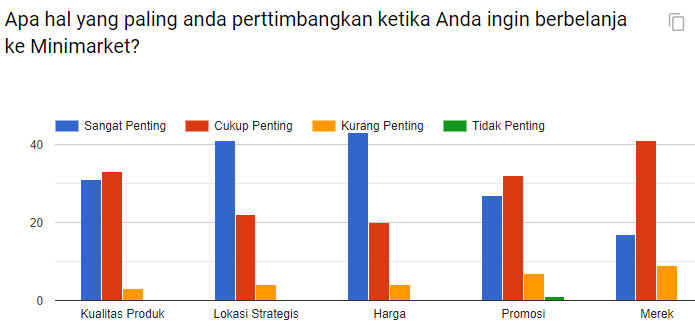 Apa hal yang paling anda perttimbangkan ketika Anda ingin berbelanja
ke Minimarket?
Sangat Penting Cukup Penting Kurang Penting Tidak Penting
40
20
0
Kualitas Produk Lokasi Strategis Harga Promosi Merek